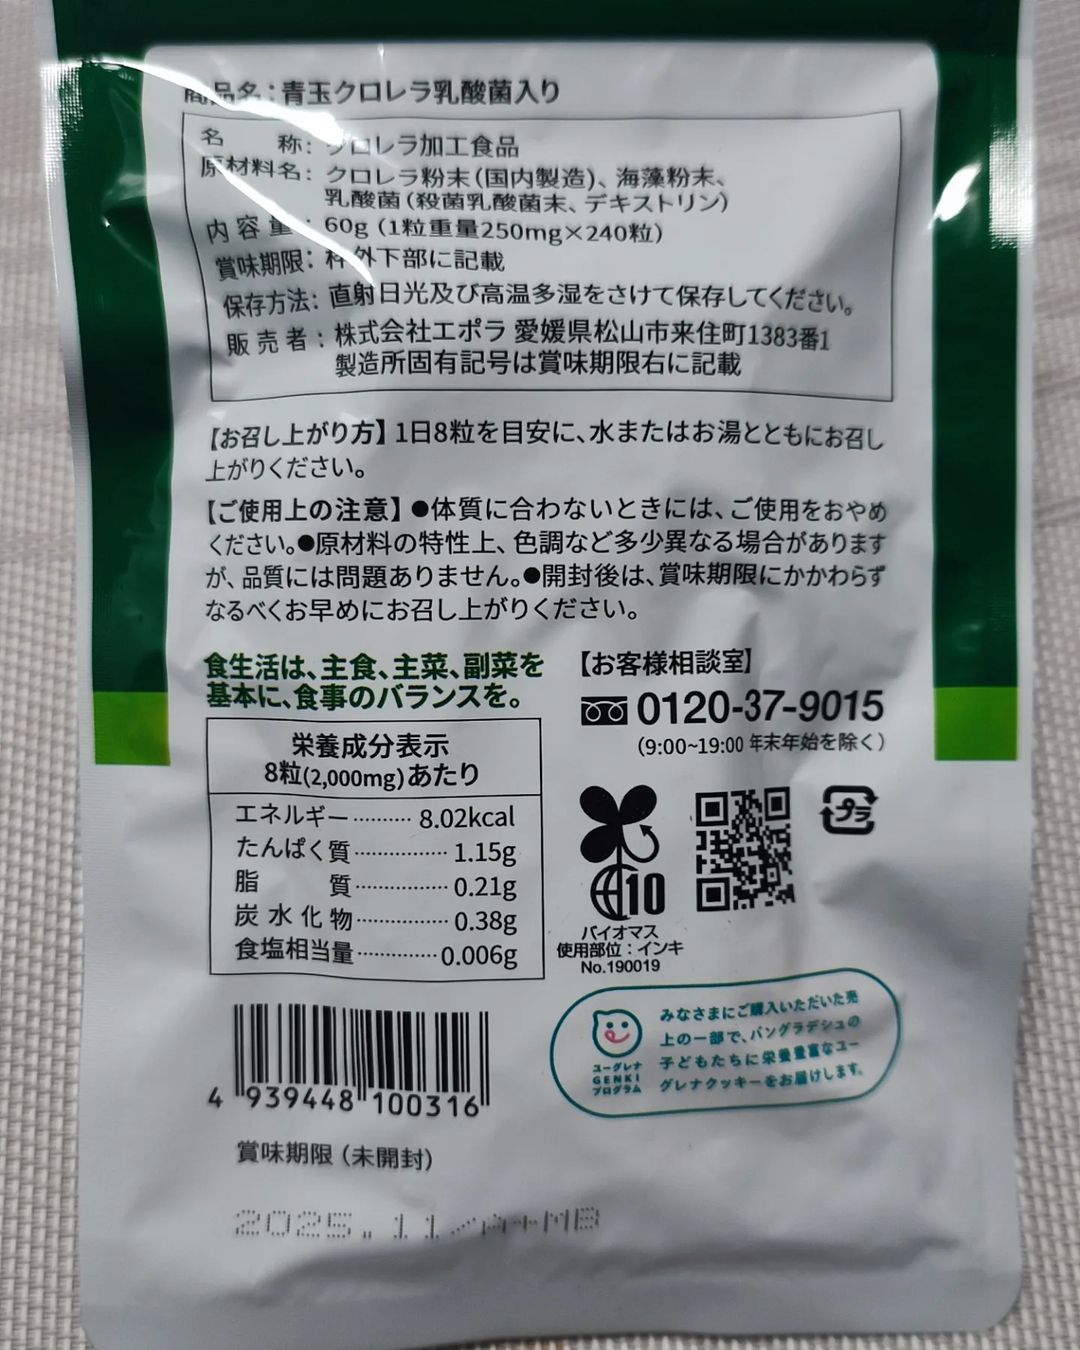 商品名：青玉クロレラ乳酸菌入り
名　　称：クロレラ加工食品
原材料名：クロレラ粉末（国内製造）、海藻粉末、
乳酸菌（殺菌乳酸菌末、デキストリン）
内容量：60g（1粒重量250mg×240粒）
賞味期限：枠外下部に記載
保存方法：直射日光及び高温多湿をさけて保存してください。
販売者：株式会社エポラ 愛媛県松山市来住町1383番1
製造所固有記号は賞味期限右に記載
【お召し上がり方】1日8粒を目安に、水またはお湯とともにお召し
上がりください。
【ご使用上の注意】●体質に合わないときには、ご使用をおやめ
ください。●原材料の特性上、色調など多少異なる場合があります
が、品質には問題ありません。●開封後は、賞味期限にかかわらず
なるべくお早めにお召し上がりください。
食生活は、主食、主菜、副菜を
基本に、食事のバランスを。
栄養成分表示
8粒(2,000mg)あたり
エネルギー………8.02kcal
たんぱく質………1.15g
脂　　質………0.21g
炭水化物………0.38g
食塩相当量………0.006g
【お客様相談室】
0120-37-9015
（9:00~19:00 年末年始を除く）
プラ
10
バイオマス
使用部位：インキ
No.190019
ユーグレナ
GENKI
プログラム
みなさまにご購入いただいた売
上の一部で、バングラデシュの
子どもたちに栄養豊富なユー
グレナクッキーをお届けします。
4 939448 100316
賞味期限（未開封）
2025.11/A+MB